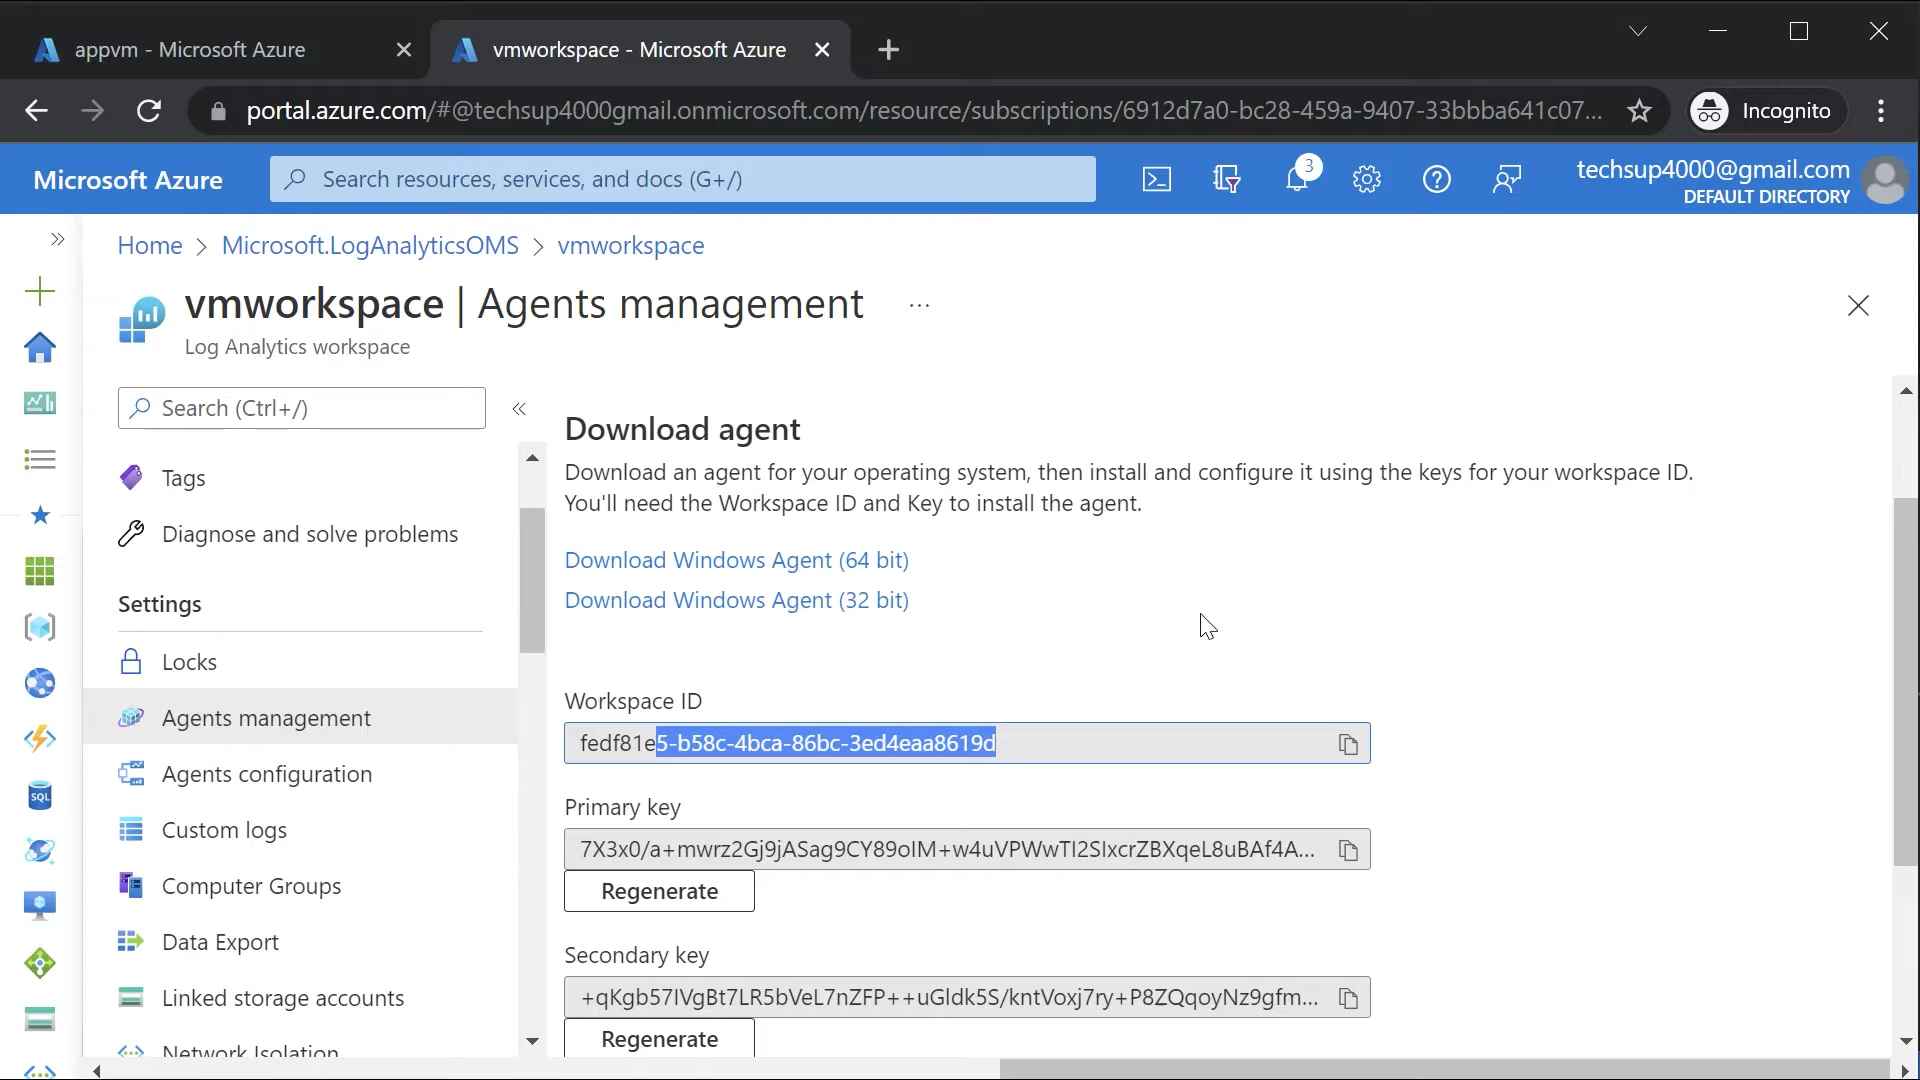 appvm - Microsoft Azure
vmworkspace - Microsoft Azure
portal.azure.com/#@techsup4000gmail.onmicrosoft.com/resource/subscriptions/6912d7a0-bc28-459a-9407-33bbba641c07...
Incognito
Microsoft Azure
Search resources, services, and docs (G+/)
3
techsup4000@gmail.com
DEFAULT DIRECTORY
Home > Microsoft.LogAnalyticsOMS > vmworkspace
vmworkspace | Agents management ...
Log Analytics workspace
Search (Ctrl+/)
Tags
Diagnose and solve problems
Settings
Locks
Agents management
Agents configuration
Custom logs
Computer Groups
Data Export
Linked storage accounts
Network Isolation
SQL
Download agent
Download an agent for your operating system, then install and configure it using the keys for your workspace ID.
You'll need the Workspace ID and Key to install the agent.
Download Windows Agent (64 bit)
Download Windows Agent (32 bit)
Workspace ID
fedf81e5-b58c-4bca-86bc-3ed4eaa8619d
Primary key
7X3x0/a+mwrz2Gj9jASag9CY89oIM+w4uVPWwTI2SIxcrZBXqeL8uBAf4A...
Regenerate
Secondary key
+qKgb57IVgBt7LR5bVeL7nZFP++uGldk5S/kntVoxj7ry+P8ZQqoyNz9gfm...
Regenerate